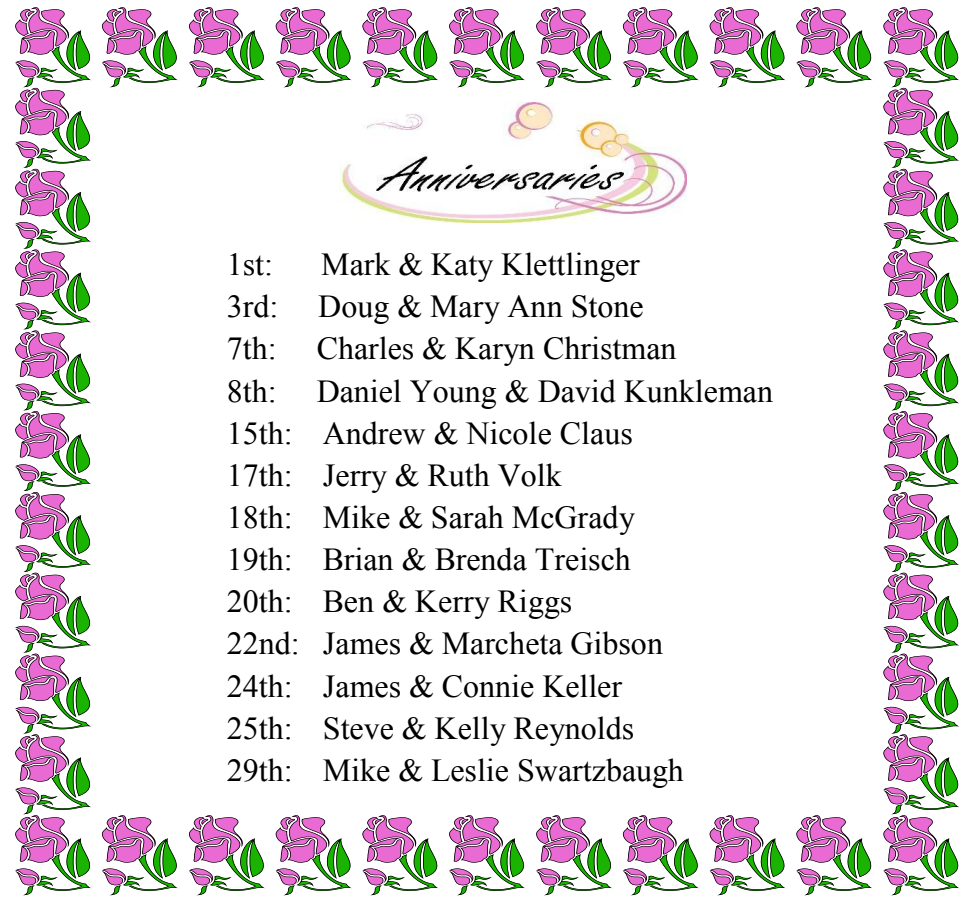 Anniversaries
1st: Mark & Katy Klettlinger
3rd: Doug & Mary Ann Stone
7th: Charles & Karyn Christman
8th: Daniel Young & David Kunkleman
15th: Andrew & Nicole Claus
17th: Jerry & Ruth Volk
18th: Mike & Sarah McGrady
19th: Brian & Brenda Treisch
20th: Ben & Kerry Riggs
22nd: James & Marcheta Gibson
24th: James & Connie Keller
25th: Steve & Kelly Reynolds
29th: Mike & Leslie Swartzbaugh